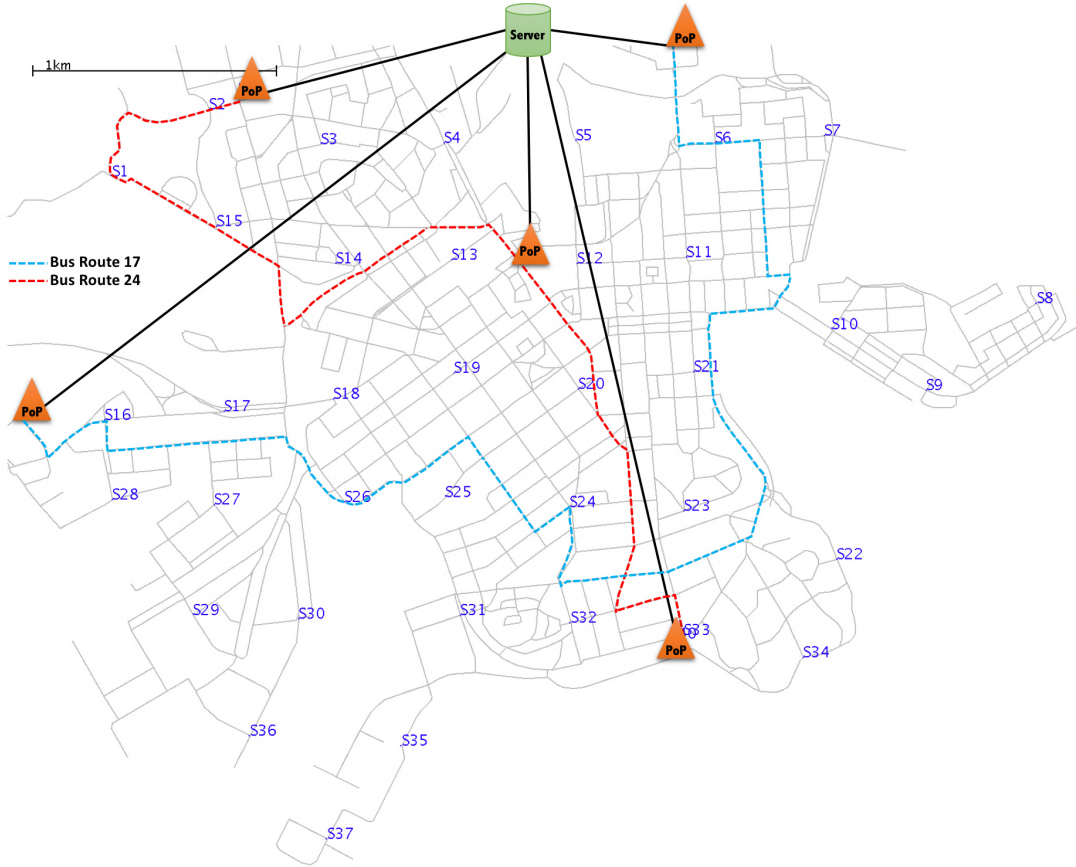 Server
PoP
1km
PoP
S2
S3
S4
S5
S6
S7
S1
S15
S14
S13
PoP
S12
S11
Bus Route 17
Bus Route 24
S8
S10
S9
S19
S20
S21
S18
S17
PoP
S16
S28
S27
S26
S25
S24
S23
S22
S29
S30
S31
S32
S33
PoP
S34
S36
S35
S37